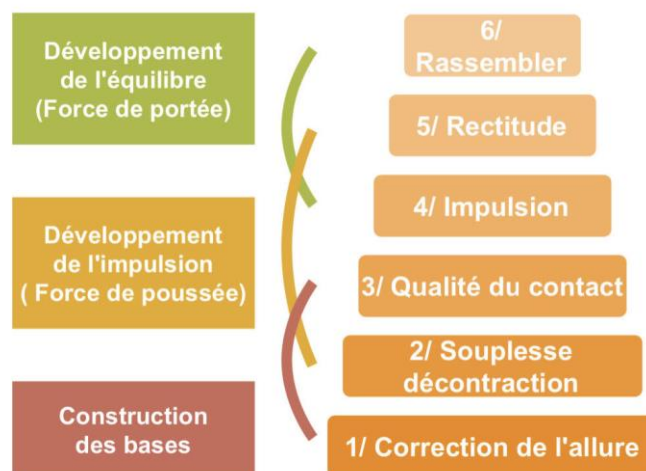 Développement
de l'équilibre
(Force de portée)
Développement
de l'impulsion
( Force de poussée)
Construction
des bases
6/
Rassembler
5/ Rectitude
4/ Impulsion
3/ Qualité du contact
2/ Souplesse
décontraction
1/ Correction de l'allure